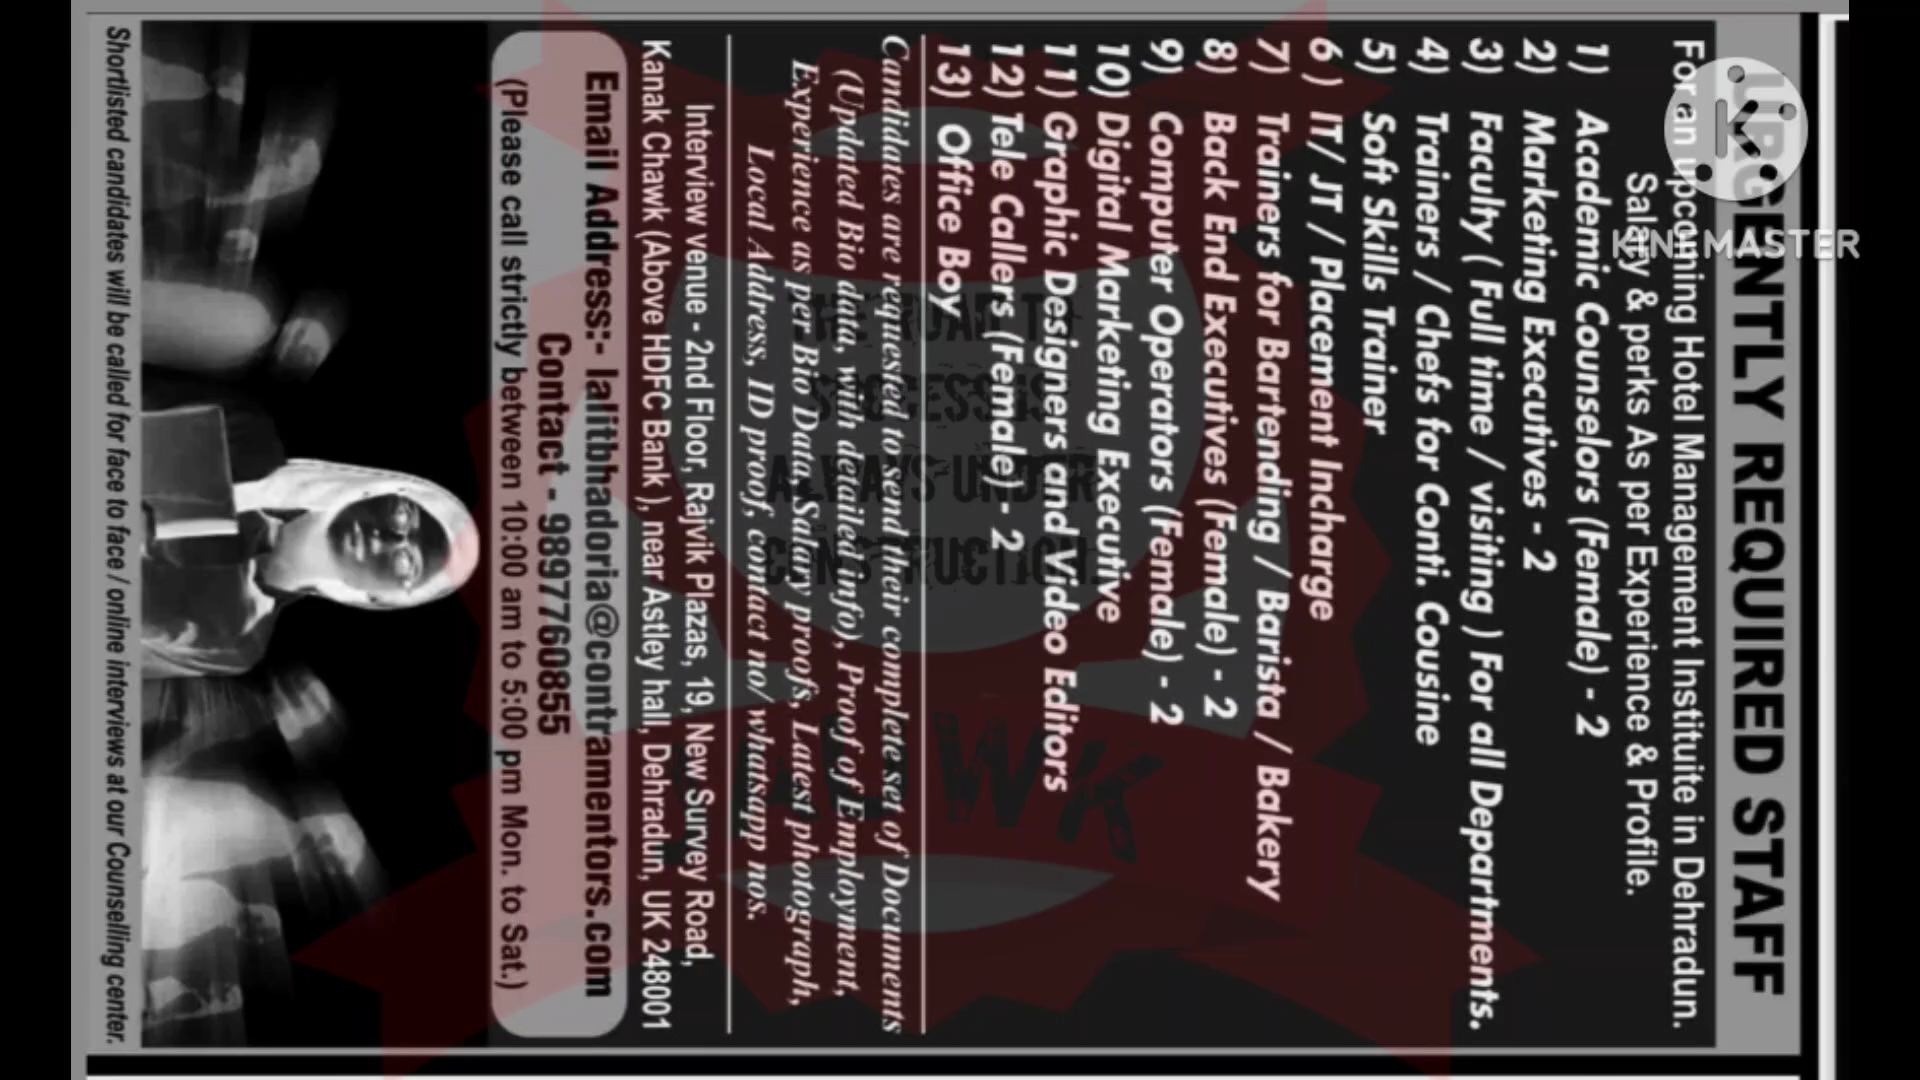 URGENTLY REQUIRED STAFF
For an upcoming Hotel Management Instituite in Dehradun.
Salary & perks As per Experience & Profile.
1) Academic Counselors (Female) - 2
2) Marketing Executives - 2
3) Faculty ( Full time / visiting ) For all Departments.
4) Trainers / Chefs for Conti. Cousine
5) Soft Skills Trainer
6 ) IT/ JT / Placement Incharge
7) Trainers for Bartending / Barista / Bakery
8) Back End Executives (Female) - 2
9) Computer Operators (Female) - 2
10) Digital Marketing Executive
11) Graphic Designers and Video Editors
12) Tele Callers (Female) - 2
13) Office Boy
Candidates are requested to send their complete set of Documents
(Updated Bio data, with detailed info), Proof of Employment,
Experience as per Bio Data, Salary proofs, Latest photograph,
Local Address, ID proof, contact no/ whatsapp nos.
Interview venue - 2nd Floor, Rajvik Plazas, 19, New Survey Road,
Kanak Chawk (Above HDFC Bank ), near Astley hall, Dehradun, UK 248001
Email Address:- lalitbhadoria@contramentors.com
Contact - 9897760855
(Please call strictly between 10:00 am to 5:00 pm Mon. to Sat.)
Shortlisted candidates will be called for face to face / online interviews at our Counselling center.
THE ROAD TO
SUCCESS IS
ALWAYS UNDER
CONSTRUCTION
KINEMASTER